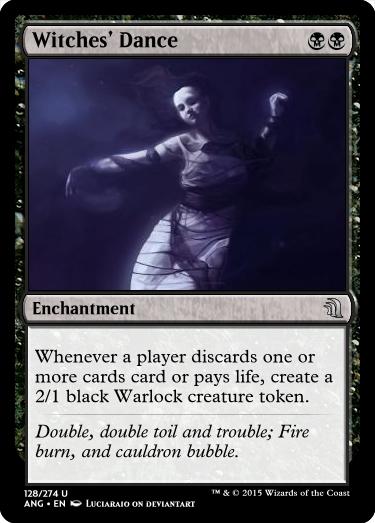 Witches' Dance
Enchantment
Whenever a player discards one or
more cards card or pays life, create a
2/1 black Warlock creature token.
Double, double toil and trouble; Fire
burn, and cauldron bubble.
128/274 U
ANG • EN LUCIARAIO ON DEVIANTART
™ & © 2015 Wizards of the Coast